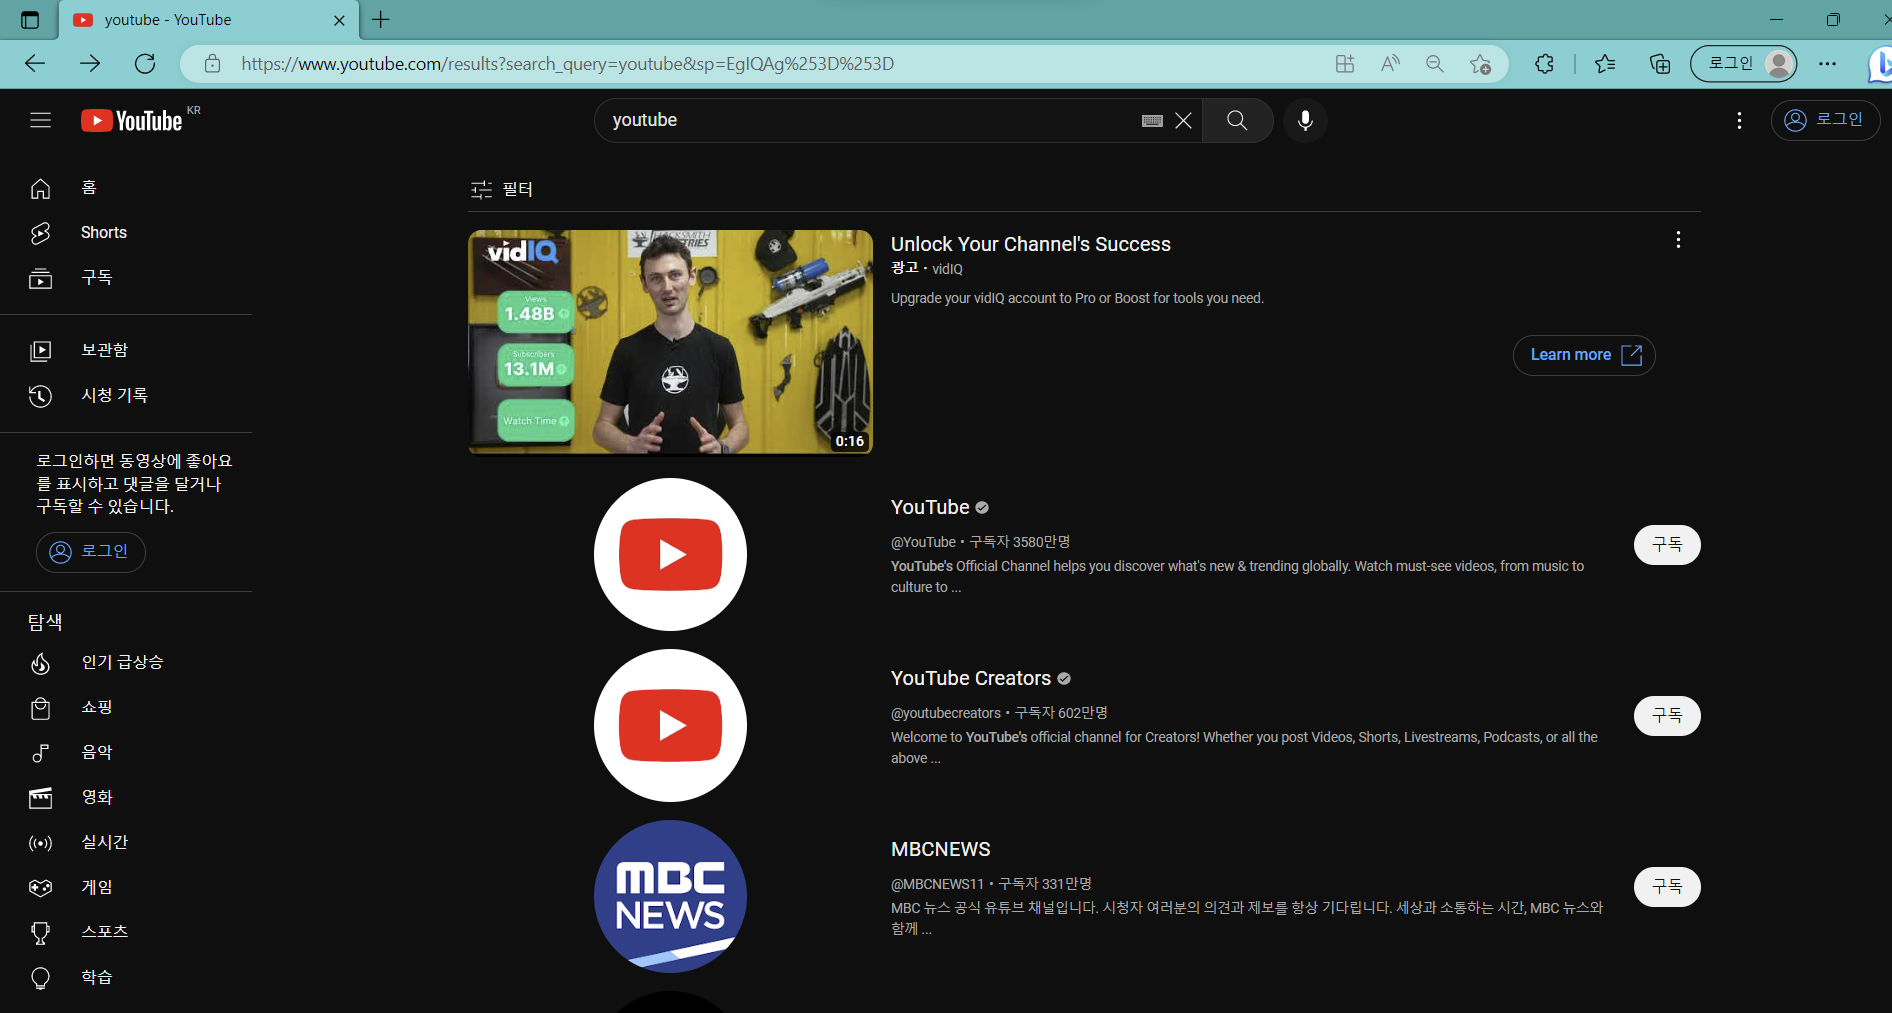 youtube - YouTube
https://www.youtube.com/results?search_query=youtube&sp=EgIQAg%253D%253D
로그인
YouTube KR
youtube
로그인
홈
Shorts
구독
보관함
시청 기록
로그인하면 동영상에 좋아요
를 표시하고 댓글을 달거나
구독할 수 있습니다.
로그인
탐색
인기 급상승
쇼핑
음악
영화
실시간
게임
스포츠
학습
필터
vidIQ
Views
1.48B
Subscribers
13.1M
Watch Time
0:16
Unlock Your Channel's Success
광고 • vidIQ
Upgrade your vidIQ account to Pro or Boost for tools you need.
Learn more
YouTube
@YouTube • 구독자 3580만명
YouTube's Official Channel helps you discover what's new & trending globally. Watch must-see videos, from music to
culture to ...
구독
YouTube Creators
@youtubecreators • 구독자 602만명
Welcome to YouTube's official channel for Creators! Whether you post Videos, Shorts, Livestreams, Podcasts, or all the
above ...
구독
MBC
NEWS
MBCNEWS
@MBCNEWS11 • 구독자 331만명
MBC 뉴스 공식 유튜브 채널입니다. 시청자 여러분의 의견과 제보를 항상 기다립니다. 세상과 소통하는 시간, MBC 뉴스와
함께 ...
구독